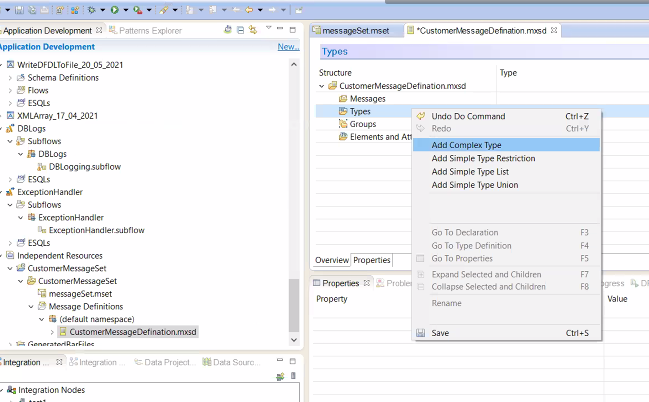 Application Development
Patterns Explorer
Application Development
New...
WriteDFDLToFile_20_05_2021
Schema Definitions
Flows
ESQLs
XMLArray_17_04_2021
DBLogs
Subflows
DBLogs
DBLogging.subflow
ESQLs
ExceptionHandler
Subflows
ExceptionHandler
ExceptionHandler.subflow
ESQLs
Independent Resources
CustomerMessageSet
CustomerMessageSet
messageSet.mset
Message Definitions
(default namespace)
CustomerMessageDefination.mxsd
GeneratedBarFiles
Integration ...
Integration ...
Data Project...
Data Sourc...
Integration Nodes
test1
messageSet.mset
*CustomerMessageDefination.mxsd
Types
Structure
Type
CustomerMessageDefination.mxsd
Messages
Types
Groups
Elements and Att
Overview
Properties
Undo Do Command Ctrl+Z
Redo Ctrl+Y
Add Complex Type
Add Simple Type Restriction
Add Simple Type List
Add Simple Type Union
Go To Declaration F3
Go To Type Definition F4
Go To Properties F5
Expand Selected and Children F7
Collapse Selected and Children F8
Rename
Save Ctrl+S
Properties
Problem
ogress
Property
Value